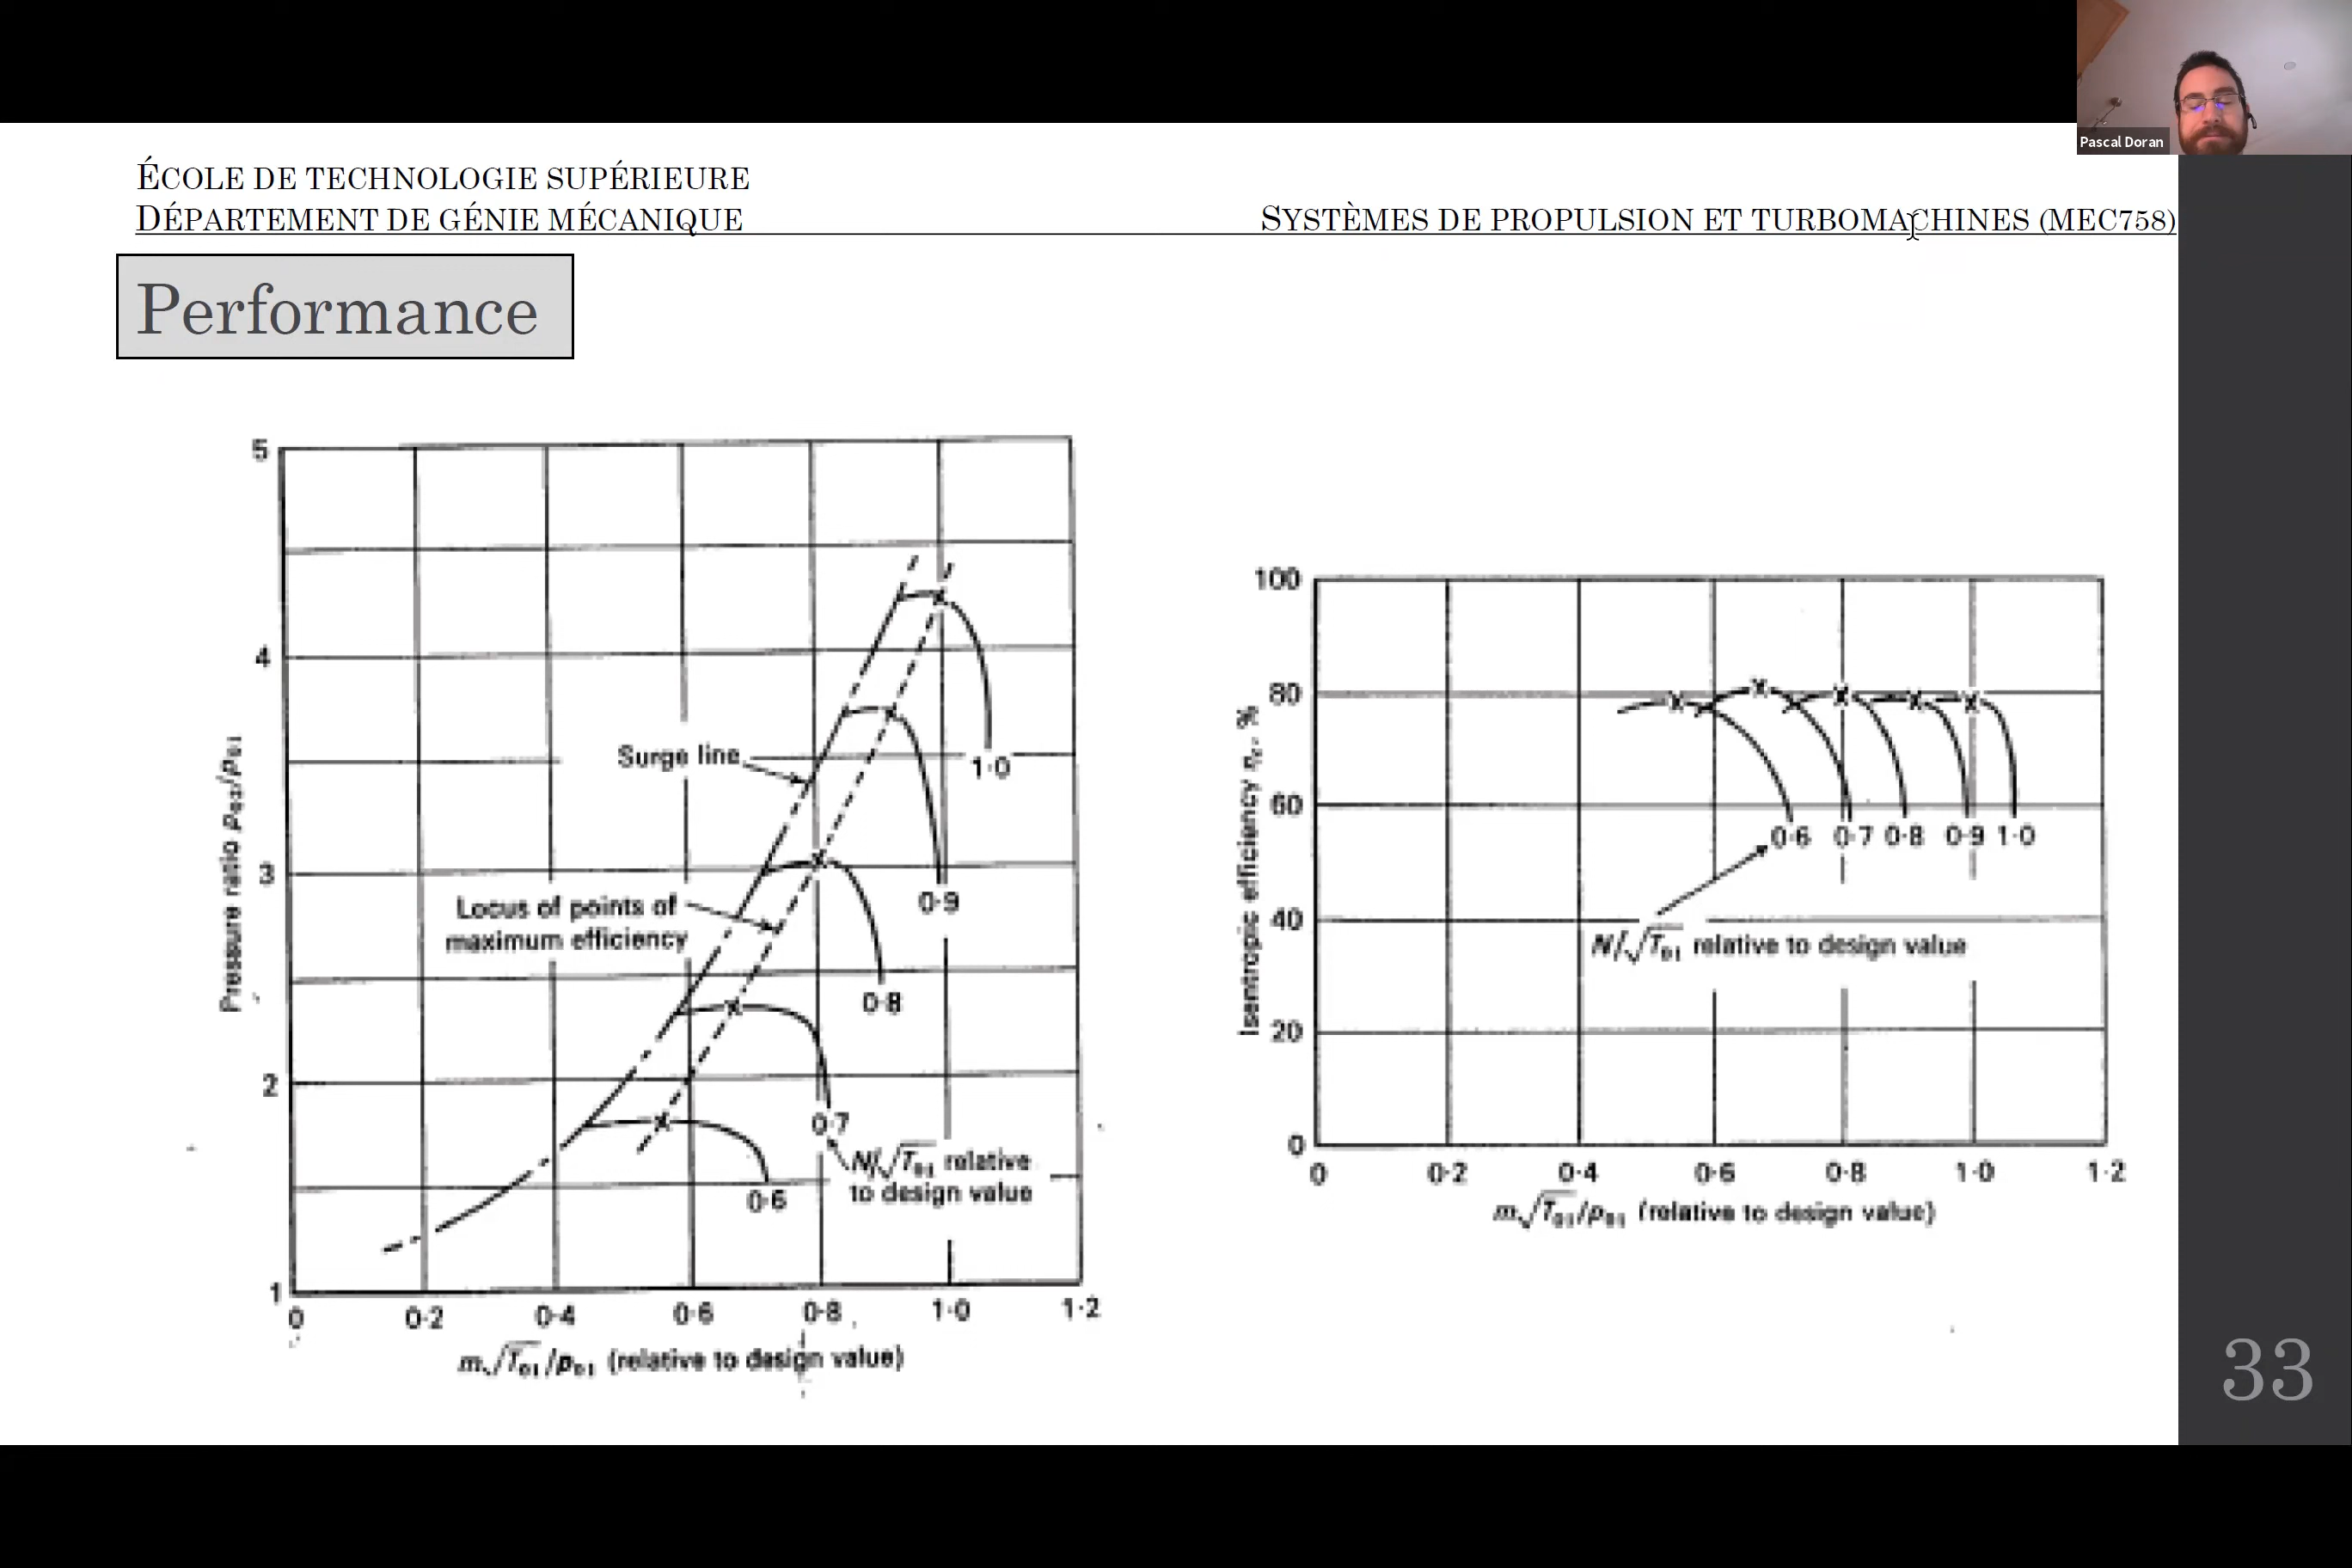 Pascal Doran
ÉCOLE DE TECHNOLOGIE SUPÉRIEURE
DÉPARTEMENT DE GÉNIE MÉCANIQUE
SYSTÈMES DE PROPULSION ET TURBOMACHINES (MEC758)
Performance
5
4
3
2
1
Pressure ratio p₀₃/p₀₁
Surge line
Locus of points of
maximum efficiency
1·0
0·9
0·8
0·7
0·6
N/√T₀₁ relative
to design value
0 0·2 0·4 0·6 0·8 1·0 1·2
m√T₀₁/p₀₁ (relative to design value)
100
80
60
40
20
0
Isentropic efficiency η, %
0·6 0·7 0·8 0·9 1·0
N/√T₀₁ relative to design value
0 0·2 0·4 0·6 0·8 1·0 1·2
m√T₀₁/p₀₁ (relative to design value)
33